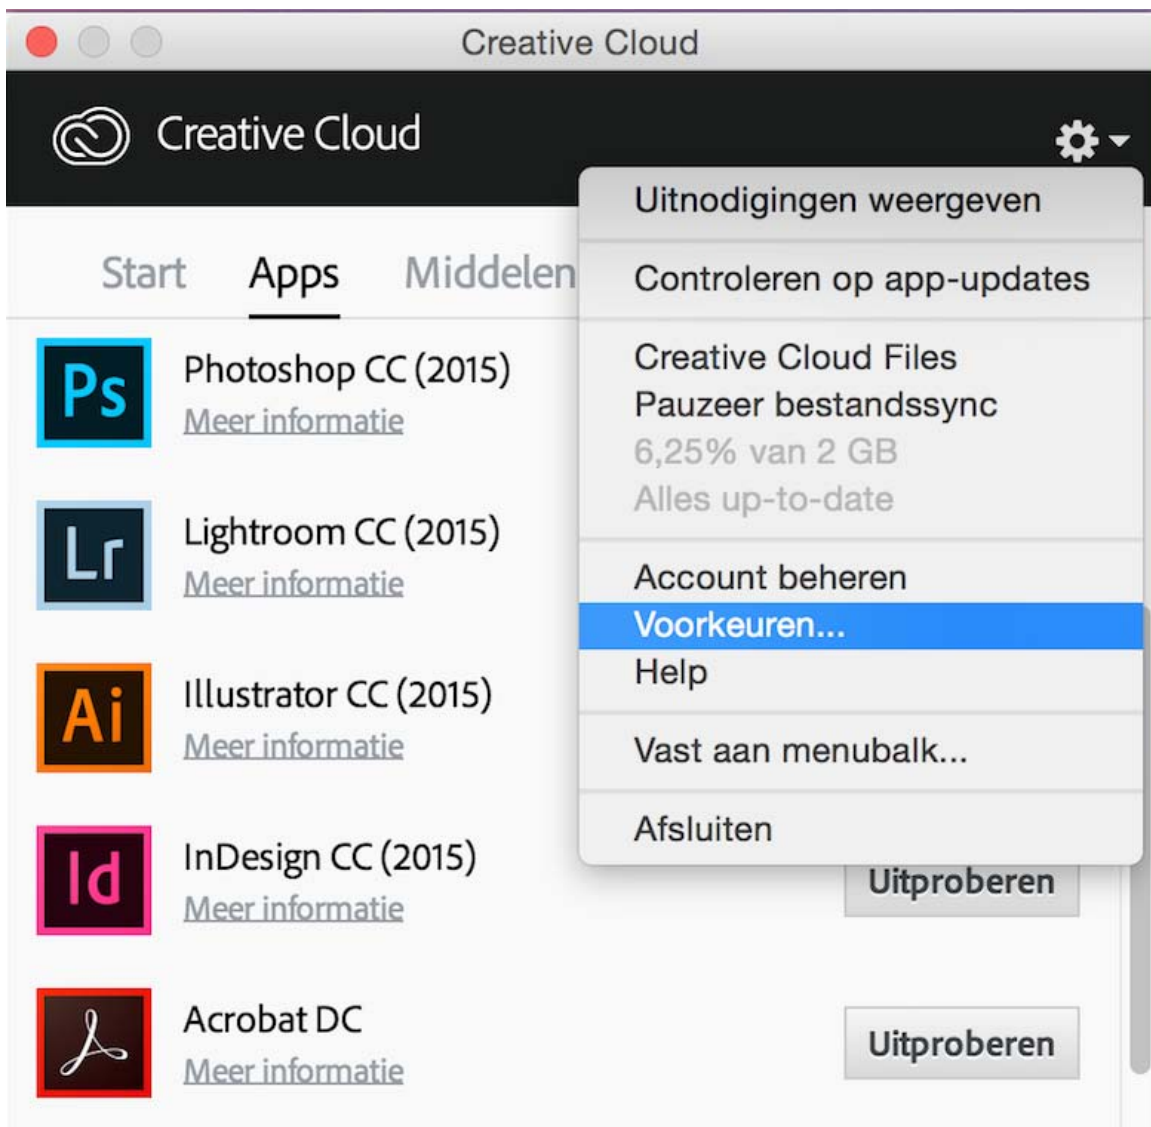 Creative Cloud
Creative Cloud
Uitnodigingen weergeven
Controleren op app-updates
Creative Cloud Files
Pauzeer bestandssync
6,25% van 2 GB
Alles up-to-date
Account beheren
Voorkeuren...
Help
Vast aan menubalk...
Afsluiten
Start Apps Middelen
Ps Photoshop CC (2015)
Meer informatie
Lr Lightroom CC (2015)
Meer informatie
Ai Illustrator CC (2015)
Meer informatie
Id InDesign CC (2015)
Meer informatie
Uitproberen
Acrobat DC
Meer informatie
Uitproberen